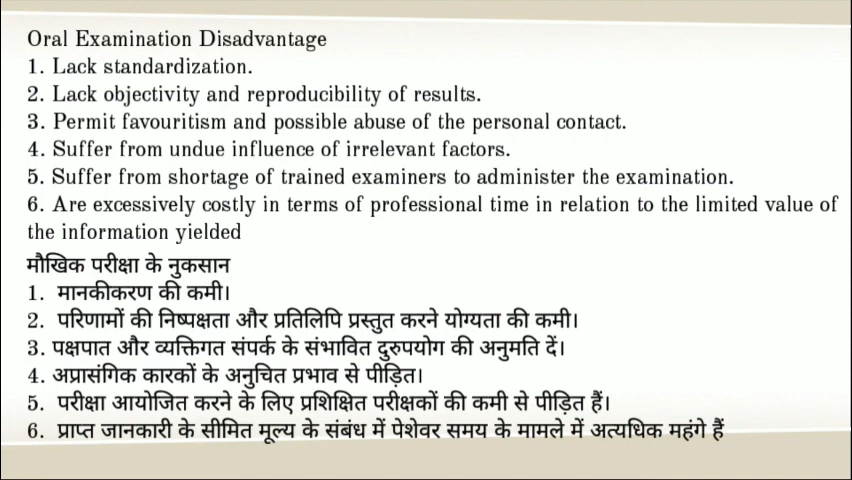 Oral Examination Disadvantage
1. Lack standardization.
2. Lack objectivity and reproducibility of results.
3. Permit favouritism and possible abuse of the personal contact.
4. Suffer from undue influence of irrelevant factors.
5. Suffer from shortage of trained examiners to administer the examination.
6. Are excessively costly in terms of professional time in relation to the limited value of
the information yielded
मौखिक परीक्षा के नुकसान
1. मानकीकरण की कमी।
2. परिणामों की निष्पक्षता और प्रतिलिपि प्रस्तुत करने योग्यता की कमी।
3. पक्षपात और व्यक्तिगत संपर्क के संभावित दुरुपयोग की अनुमति दें।
4. अप्रासंगिक कारकों के अनुचित प्रभाव से पीड़ित।
5. परीक्षा आयोजित करने के लिए प्रशिक्षित परीक्षकों की कमी से पीड़ित हैं।
6. प्राप्त जानकारी के सीमित मूल्य के संबंध में पेशेवर समय के मामले में अत्यधिक महंगे हैं